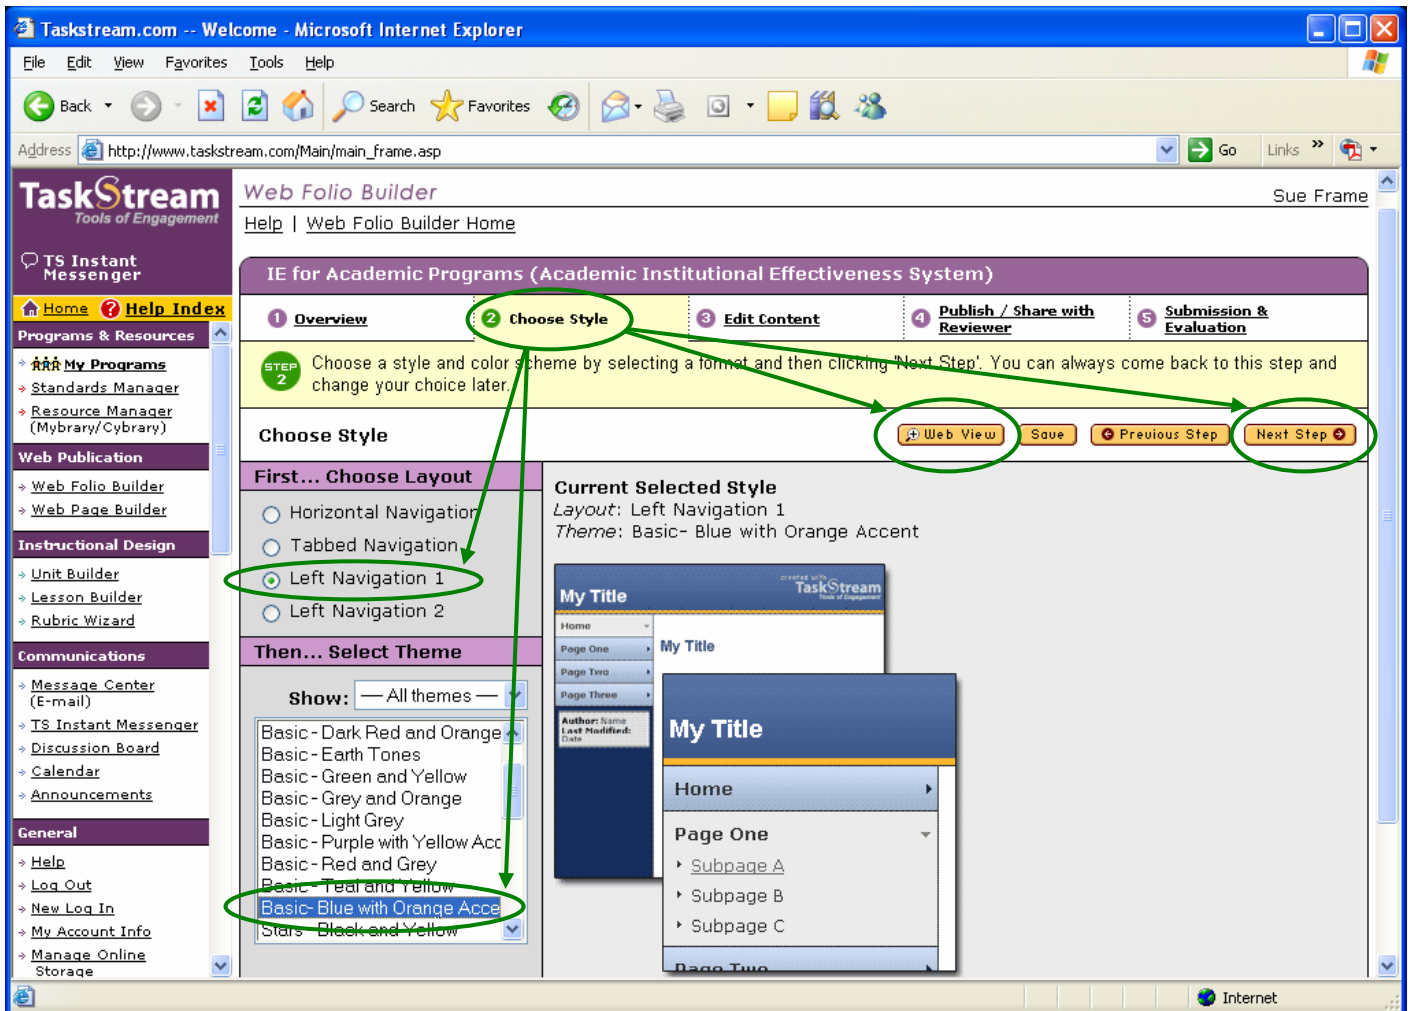 Taskstream.com -- Welcome - Microsoft Internet Explorer
File Edit View Favorites Tools Help
Back Search Favorites
Address http://www.taskstream.com/Main/main_frame.asp Go Links »
TaskStream
Tools of Engagement
TS Instant
Messenger
Home ? Help Index
Programs & Resources
My Programs
Standards Manager
Resource Manager
(Mybrary/Cybrary)
Web Publication
Web Folio Builder
Web Page Builder
Instructional Design
Unit Builder
Lesson Builder
Rubric Wizard
Communications
Message Center
(E-mail)
TS Instant Messenger
Discussion Board
Calendar
Announcements
General
Help
Log Out
New Log In
My Account Info
Manage Online
Storage
Web Folio Builder
Sue Frame
Help | Web Folio Builder Home
IE for Academic Programs (Academic Institutional Effectiveness System)
1 Overview
2 Choose Style
3 Edit Content
4 Publish / Share with
Reviewer
5 Submission &
Evaluation
STEP
2
Choose a style and color scheme by selecting a format and then clicking 'Next Step'. You can always come back to this step and
change your choice later.
Choose Style
Web View Save Previous Step Next Step
First... Choose Layout
Horizontal Navigation
Tabbed Navigation
Left Navigation 1
Left Navigation 2
Then... Select Theme
Show: — All themes —
Basic - Dark Red and Orange
Basic - Earth Tones
Basic - Green and Yellow
Basic - Grey and Orange
Basic - Light Grey
Basic - Purple with Yellow Acc
Basic - Red and Grey
Basic - Teal and Yellow
Basic- Blue with Orange Acce
Stars - Black and Yellow
Current Selected Style
Layout: Left Navigation 1
Theme: Basic- Blue with Orange Accent
My Title
created with
TaskStream
Tools of Engagement
Home
Page One
Page Two
Page Three
Author: Name
Last Modified:
Date
My Title
My Title
Home
Page One
Subpage A
Subpage B
Subpage C
Page Two
Internet